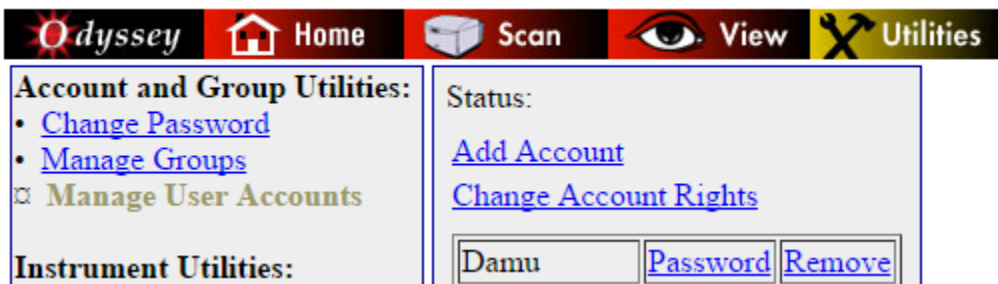 Odyssey Home Scan View Utilities
Account and Group Utilities:
• Change Password
• Manage Groups
¤ Manage User Accounts
Instrument Utilities:
Status:
Add Account
Change Account Rights
Damu Password Remove